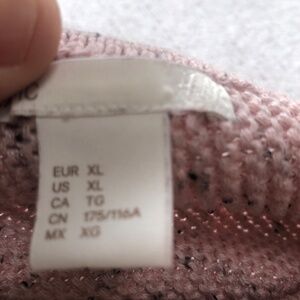 EUR XL
US XL
CA TG
CN 175/116A
MX XG